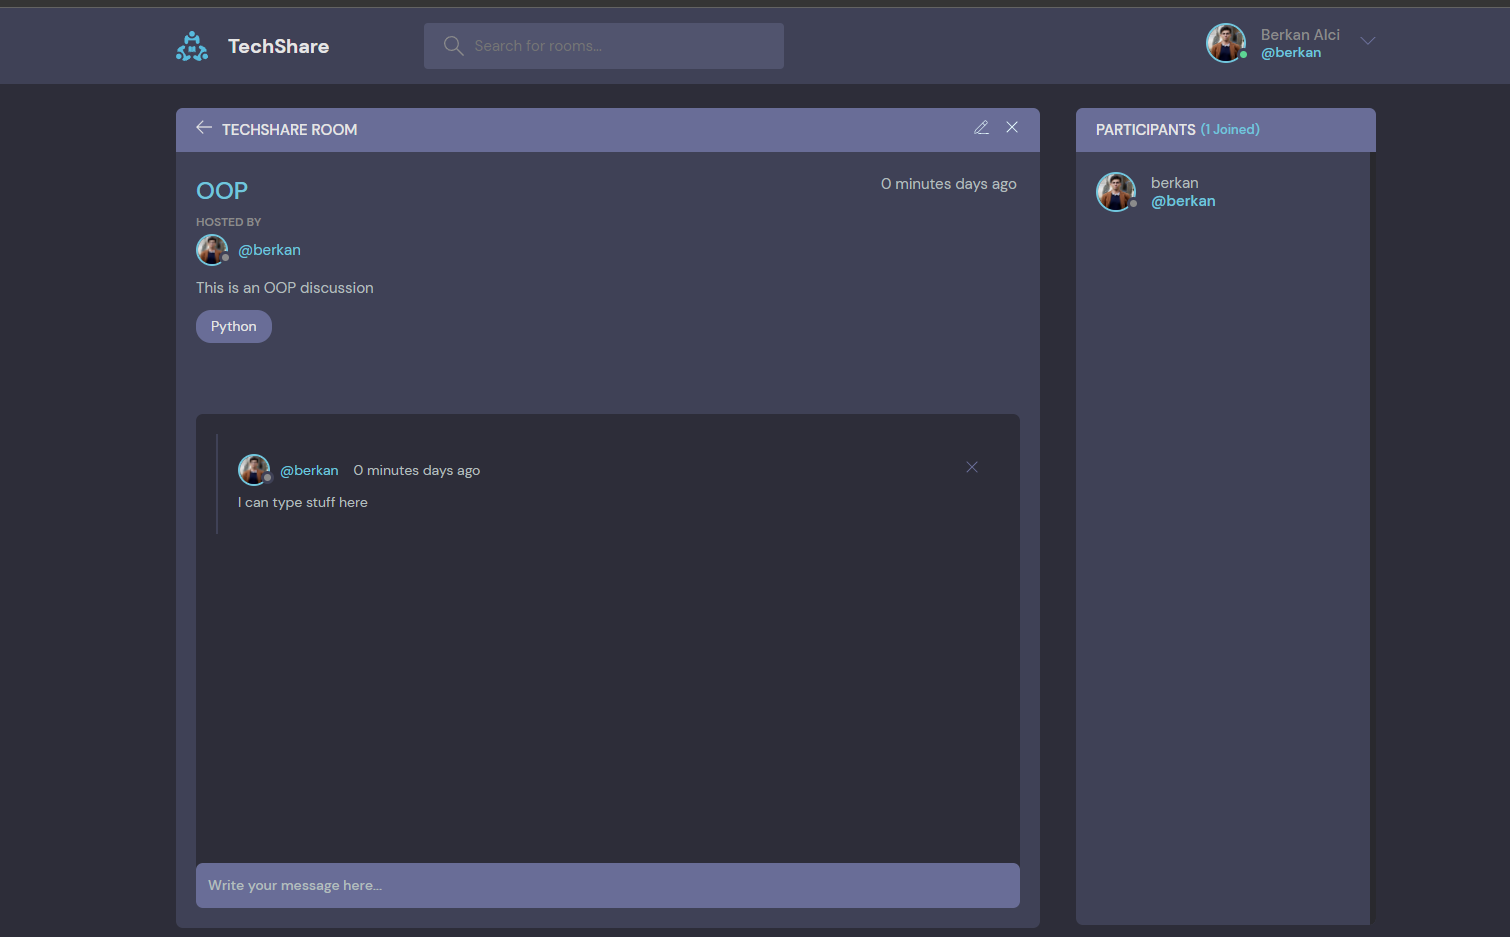 TechShare
Search for rooms...
Berkan Alci
@berkan
TECHSHARE ROOM
OOP
0 minutes days ago
HOSTED BY
@berkan
This is an OOP discussion
Python
@berkan 0 minutes days ago
I can type stuff here
Write your message here...
PARTICIPANTS (1 Joined)
berkan
@berkan